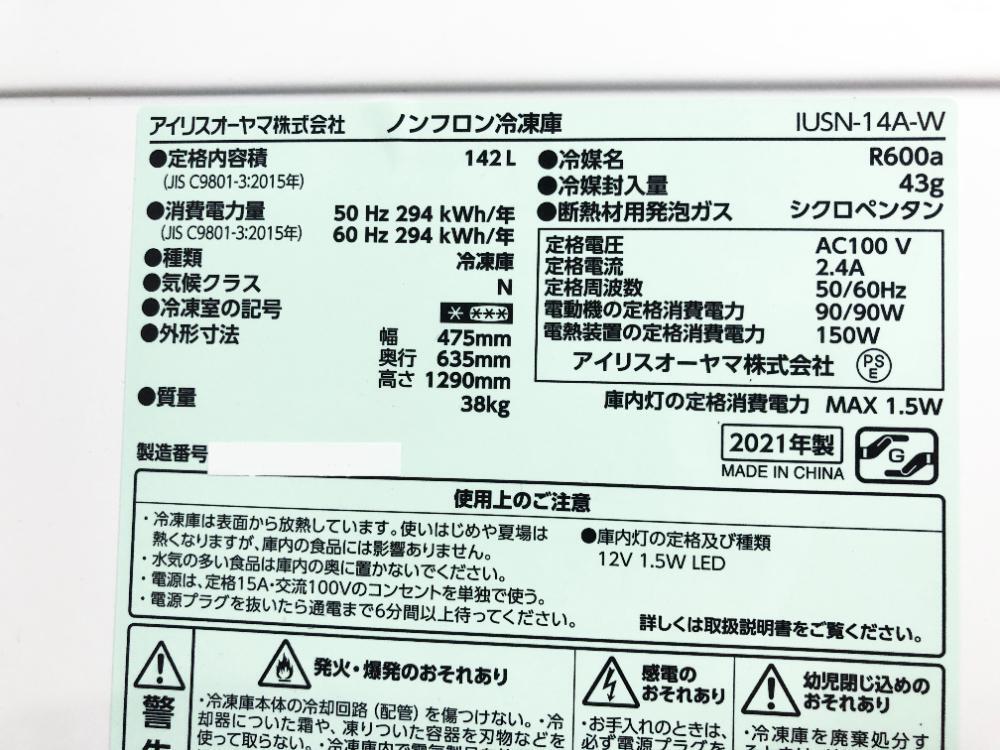 アイリスオーヤマ株式会社 ノンフロン冷凍庫 IUSN-14A-W
●定格内容積 142L
(JIS C9801-3:2015年)
●消費電力量 50 Hz 294 kWh/年
(JIS C9801-3:2015年) 60 Hz 294 kWh/年
●種類 冷凍庫
●気候クラス N
●冷凍室の記号 * ***
●外形寸法 幅 475mm
奥行 635mm
高さ 1290mm
●質量 38kg
製造番号
●冷媒名 R600a
●冷媒封入量 43g
●断熱材用発泡ガス シクロペンタン
定格電圧 AC100 V
定格電流 2.4A
定格周波数 50/60Hz
電動機の定格消費電力 90/90W
電熱装置の定格消費電力 150W
アイリスオーヤマ株式会社 PS E
庫内灯の定格消費電力 MAX 1.5W
2021年製
MADE IN CHINA
G
使用上のご注意
・冷凍庫は表面から放熱しています。使いはじめや夏場は
熱くなりますが、庫内の食品には影響ありません。
・水気の多い食品は庫内の奥に置かないでください。
・電源は、定格15A・交流100Vのコンセントを単独で使う。
・電源プラグを抜いたら通電まで6分間以上待ってください。
●庫内灯の定格及び種類
12V 1.5W LED
詳しくは取扱説明書をご覧ください。
警
発火・爆発のおそれあり
・冷凍庫本体の冷却回路(配管)を傷つけない。・冷
却器についた霜や、凍りついた容器を刃物などを
使って取らない。・冷凍庫内で電気製品を
感電の
おそれあり
・お手入れのときは、
必ず電源プラグを
幼児閉じ込めの
おそれあり
・冷凍庫を廃棄処分す